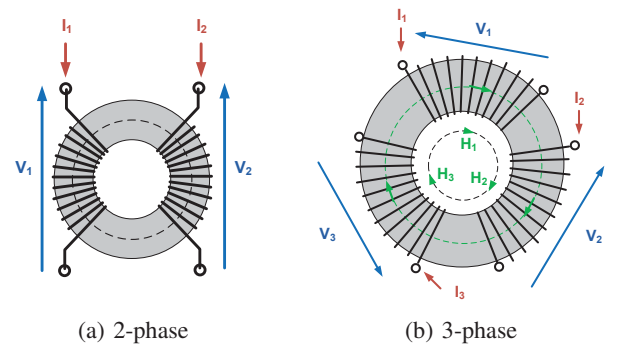 I1
I2
V1
V2
(a) 2-phase
I1
V1
I2
H1
H3
H2
V3
V2
I3
(b) 3-phase